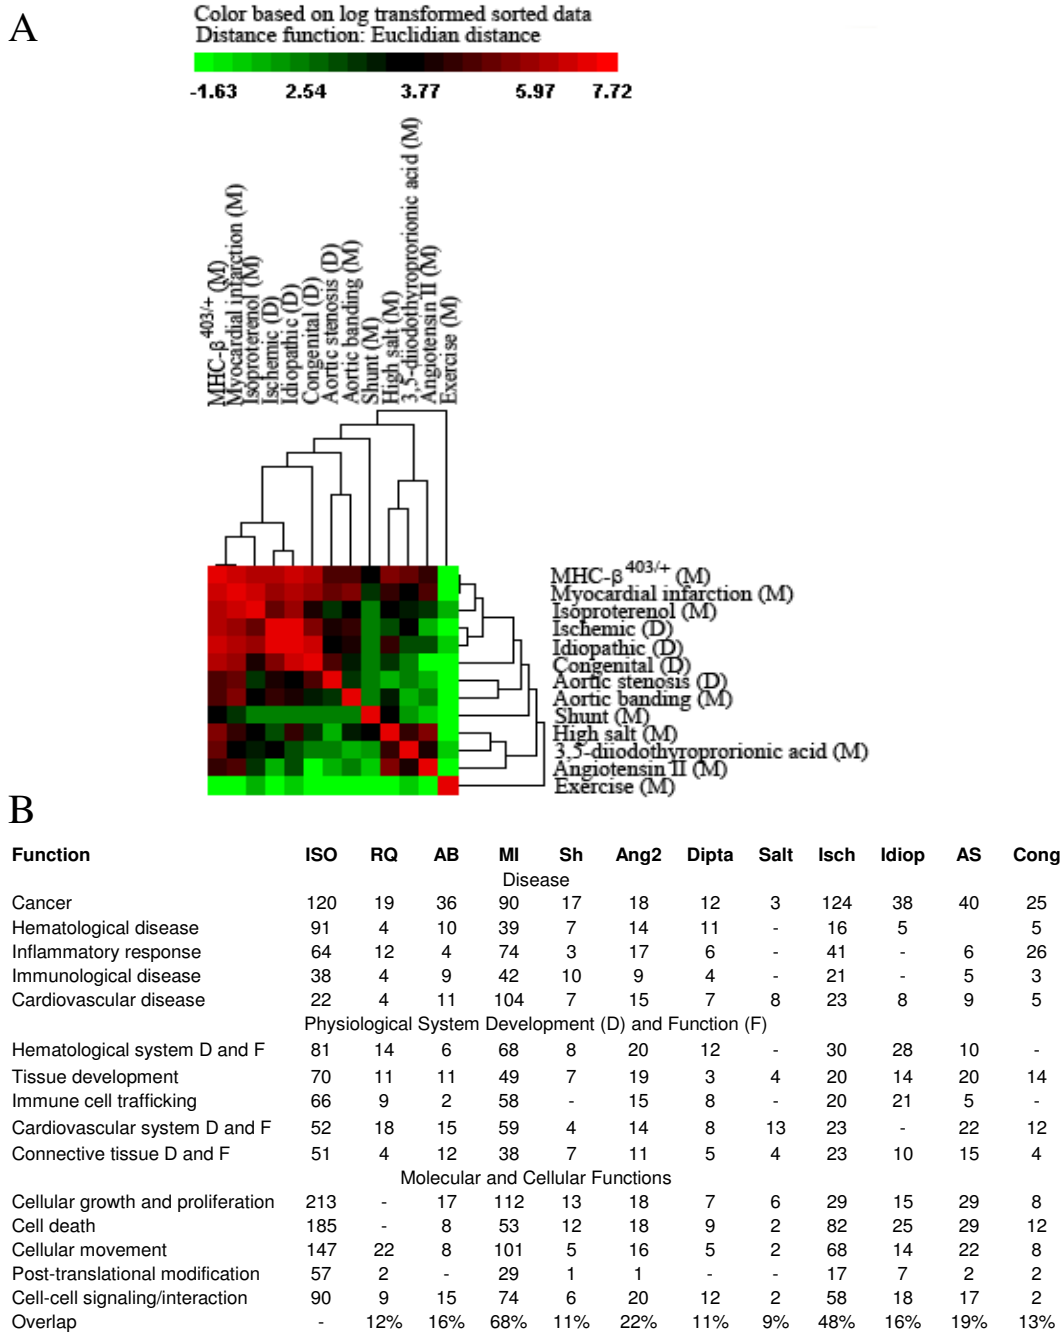 A
Color based on log transformed sorted data
Distance function: Euclidian distance
-1.63 2.54 3.77 5.97 7.72
MHC-β 403/+ (M)
Myocardial infarction (M)
Isoproterenol (M)
Ischemic (D)
Idiopathic (D)
Congenital (D)
Aortic stenosis (D)
Aortic banding (M)
Shunt (M)
High salt (M)
3,5-diiodothyroprorionic acid (M)
Angiotensin II (M)
Exercise (M)
MHC-β 403/+ (M)
Myocardial infarction (M)
Isoproterenol (M)
Ischemic (D)
Idiopathic (D)
Congenital (D)
Aortic stenosis (D)
Aortic banding (M)
Shunt (M)
High salt (M)
3,5-diiodothyroprorionic acid (M)
Angiotensin II (M)
Exercise (M)
B
Function ISO RQ AB MI Sh Ang2 Dipta Salt Isch Idiop AS Cong
Disease
Cancer 120 19 36 90 17 18 12 3 124 38 40 25
Hematological disease 91 4 10 39 7 14 11 - 16 5 5
Inflammatory response 64 12 4 74 3 17 6 - 41 - 6 26
Immunological disease 38 4 9 42 10 9 4 - 21 - 5 3
Cardiovascular disease 22 4 11 104 7 15 7 8 23 8 9 5
Physiological System Development (D) and Function (F)
Hematological system D and F 81 14 6 68 8 20 12 - 30 28 10 -
Tissue development 70 11 11 49 7 19 3 4 20 14 20 14
Immune cell trafficking 66 9 2 58 - 15 8 - 20 21 5 -
Cardiovascular system D and F 52 18 15 59 4 14 8 13 23 - 22 12
Connective tissue D and F 51 4 12 38 7 11 5 4 23 10 15 4
Molecular and Cellular Functions
Cellular growth and proliferation 213 - 17 112 13 18 7 6 29 15 29 8
Cell death 185 - 8 53 12 18 9 2 82 25 29 12
Cellular movement 147 22 8 101 5 16 5 2 68 14 22 8
Post-translational modification 57 2 - 29 1 1 - - 17 7 2 2
Cell-cell signaling/interaction 90 9 15 74 6 20 12 2 58 18 17 2
Overlap - 12% 16% 68% 11% 22% 11% 9% 48% 16% 19% 13%